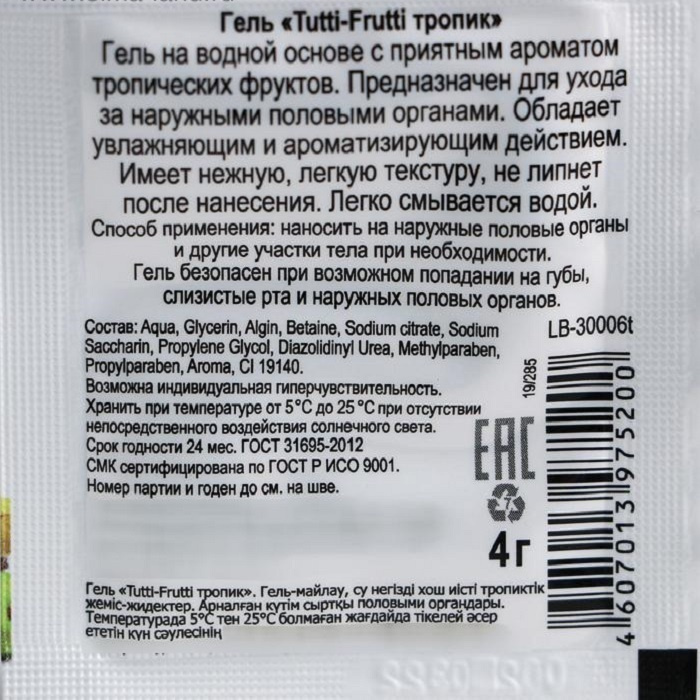 Гель «Tutti-Frutti тропик»
Гель на водной основе с приятным ароматом
тропических фруктов. Предназначен для ухода
за наружными половыми органами. Обладает
увлажняющим и ароматизирующим действием.
Имеет нежную, легкую текстуру, не липнет
после нанесения. Легко смывается водой.
Способ применения: наносить на наружные половые органы
и другие участки тела при необходимости.
Гель безопасен при возможном попадании на губы,
слизистые рта и наружных половых органов.
Состав: Aqua, Glycerin, Algin, Betaine, Sodium citrate, Sodium
Saccharin, Propylene Glycol, Diazolidinyl Urea, Methylparaben,
Propylparaben, Aroma, CI 19140.
Возможна индивидуальная гиперчувствительность.
Хранить при температуре от 5°C до 25 °C при отсутствии
непосредственного воздействия солнечного света.
Срок годности 24 мес. ГОСТ 31695-2012
СМК сертифицирована по ГОСТ Р ИСО 9001.
Номер партии и годен до см. на шве.
LB-30006t
19/285
EAC
7
4 г
4 607013 975200
Гель «Tutti-Frutti тропик». Гель-майлау, су негізді хош иісті тропиктік
жеміс-жидектер. Арналған күтім сыртқы половыми органдары.
Температурада 5°C тен 25°C болмаған жағдайда тікелей әсер
ететін күн сәулесінің